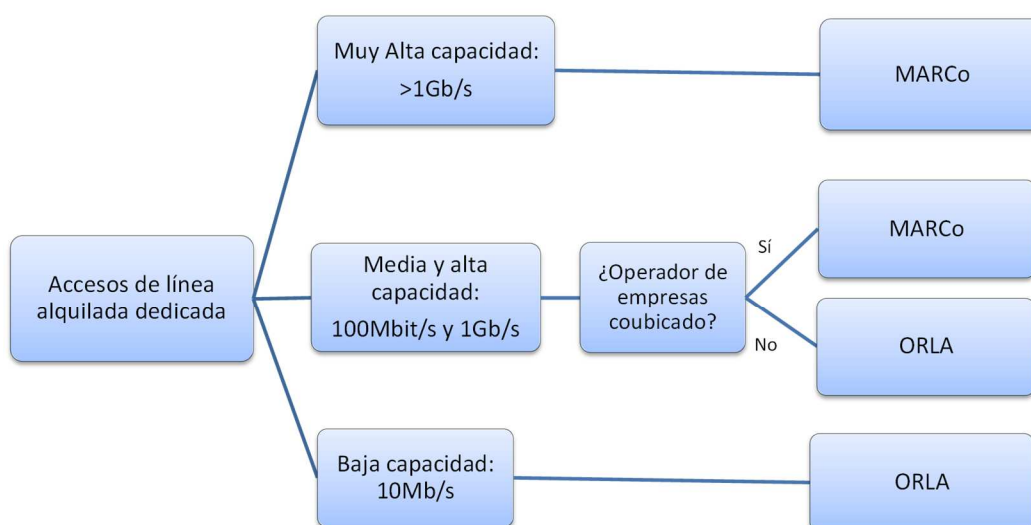 Muy Alta capacidad:
>1Gb/s
MARCo
Accesos de línea
alquilada dedicada
Media y alta
capacidad:
100Mbit/s y 1Gb/s
¿Operador de
empresas
coubicado?
Sí
MARCo
No
ORLA
Baja capacidad:
10Mb/s
ORLA